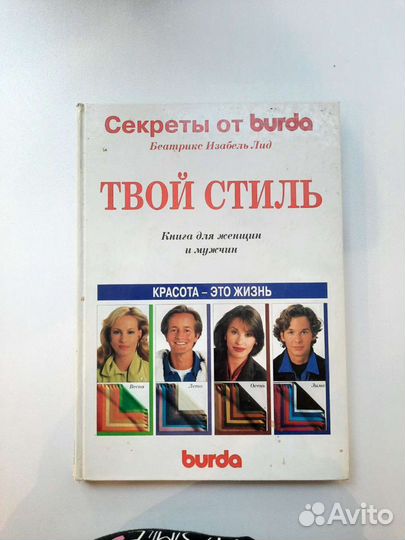 Секреты от burda
Беатрикс Изабель Лид
ТВОЙ СТИЛЬ
Книга для женщин
и мужчин
КРАСОТА – ЭТО ЖИЗНЬ
Весна Лето Осень Зима
burda
Avito